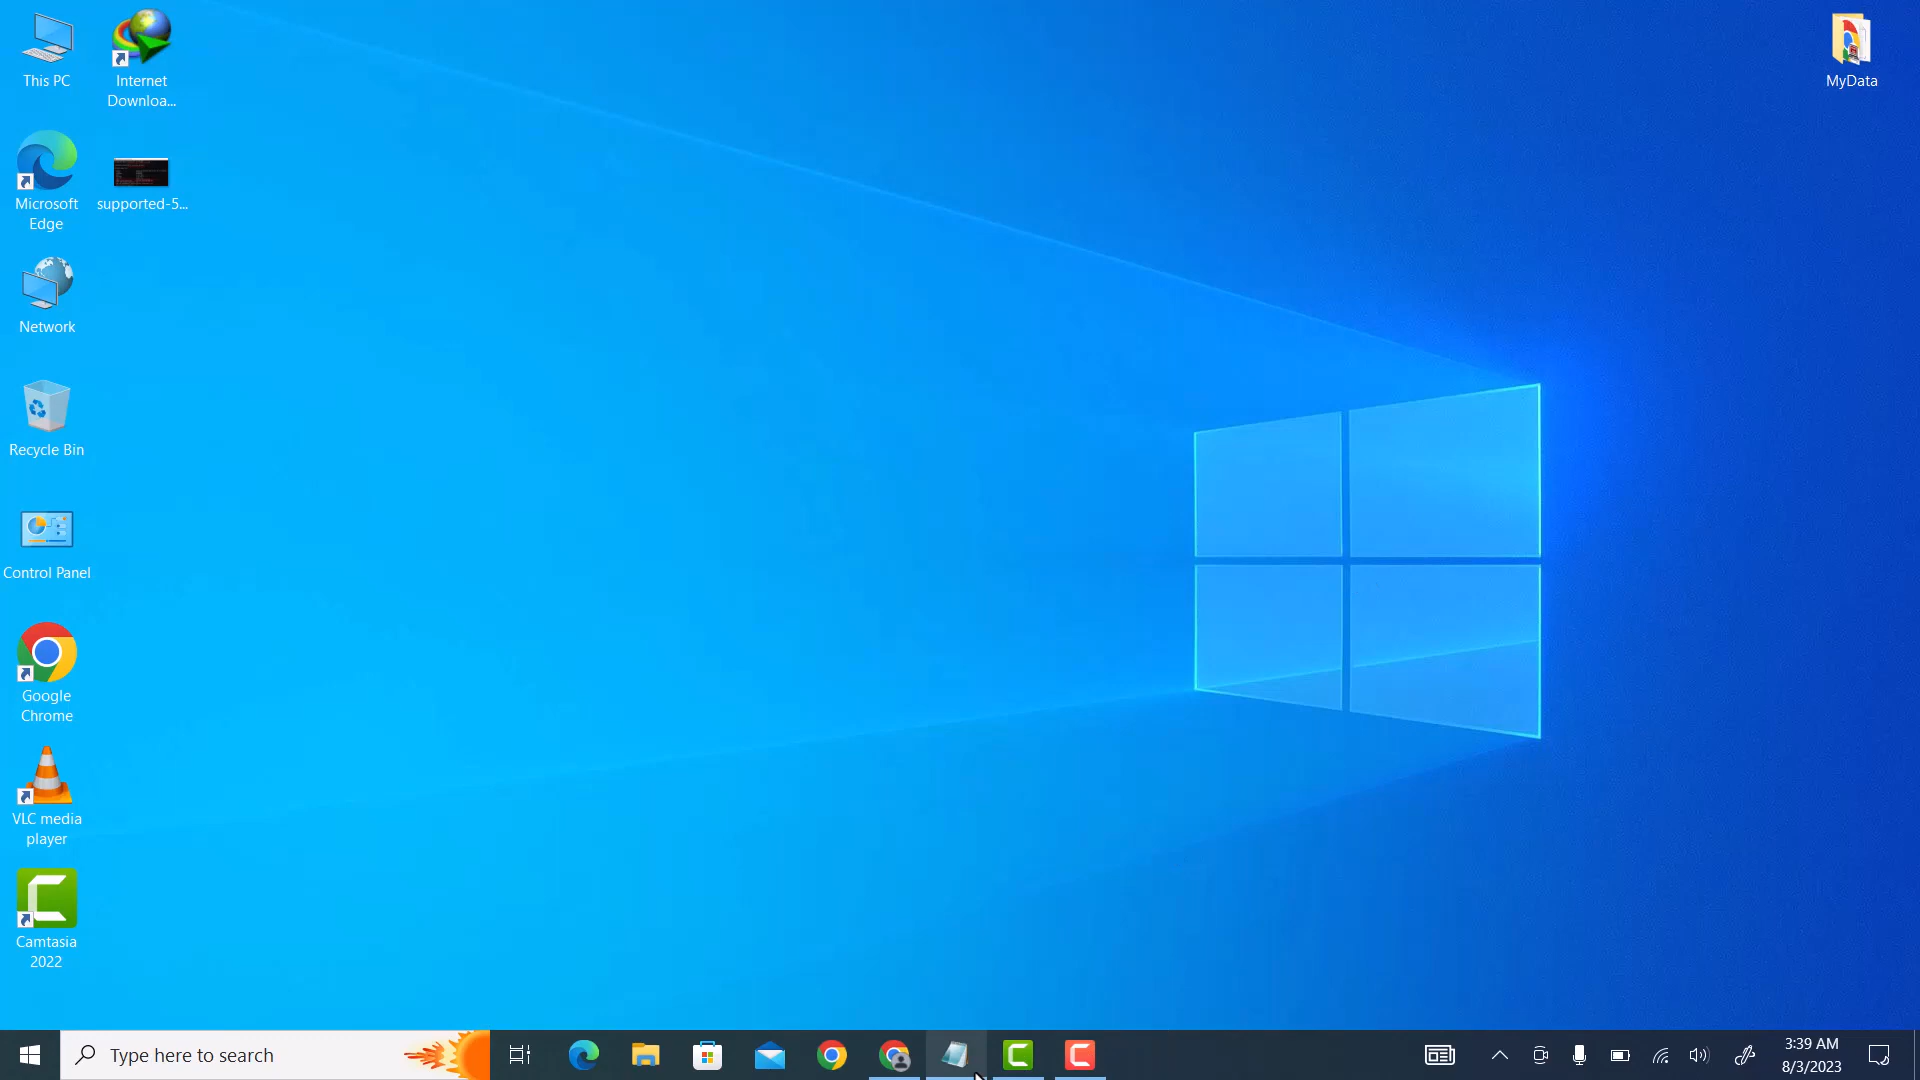 This PC
Internet
Downloa...
MyData
Microsoft
Edge
supported-5...
Network
Recycle Bin
Control Panel
Google
Chrome
VLC media
player
Camtasia
2022
Type here to search
3:39 AM
8/3/2023